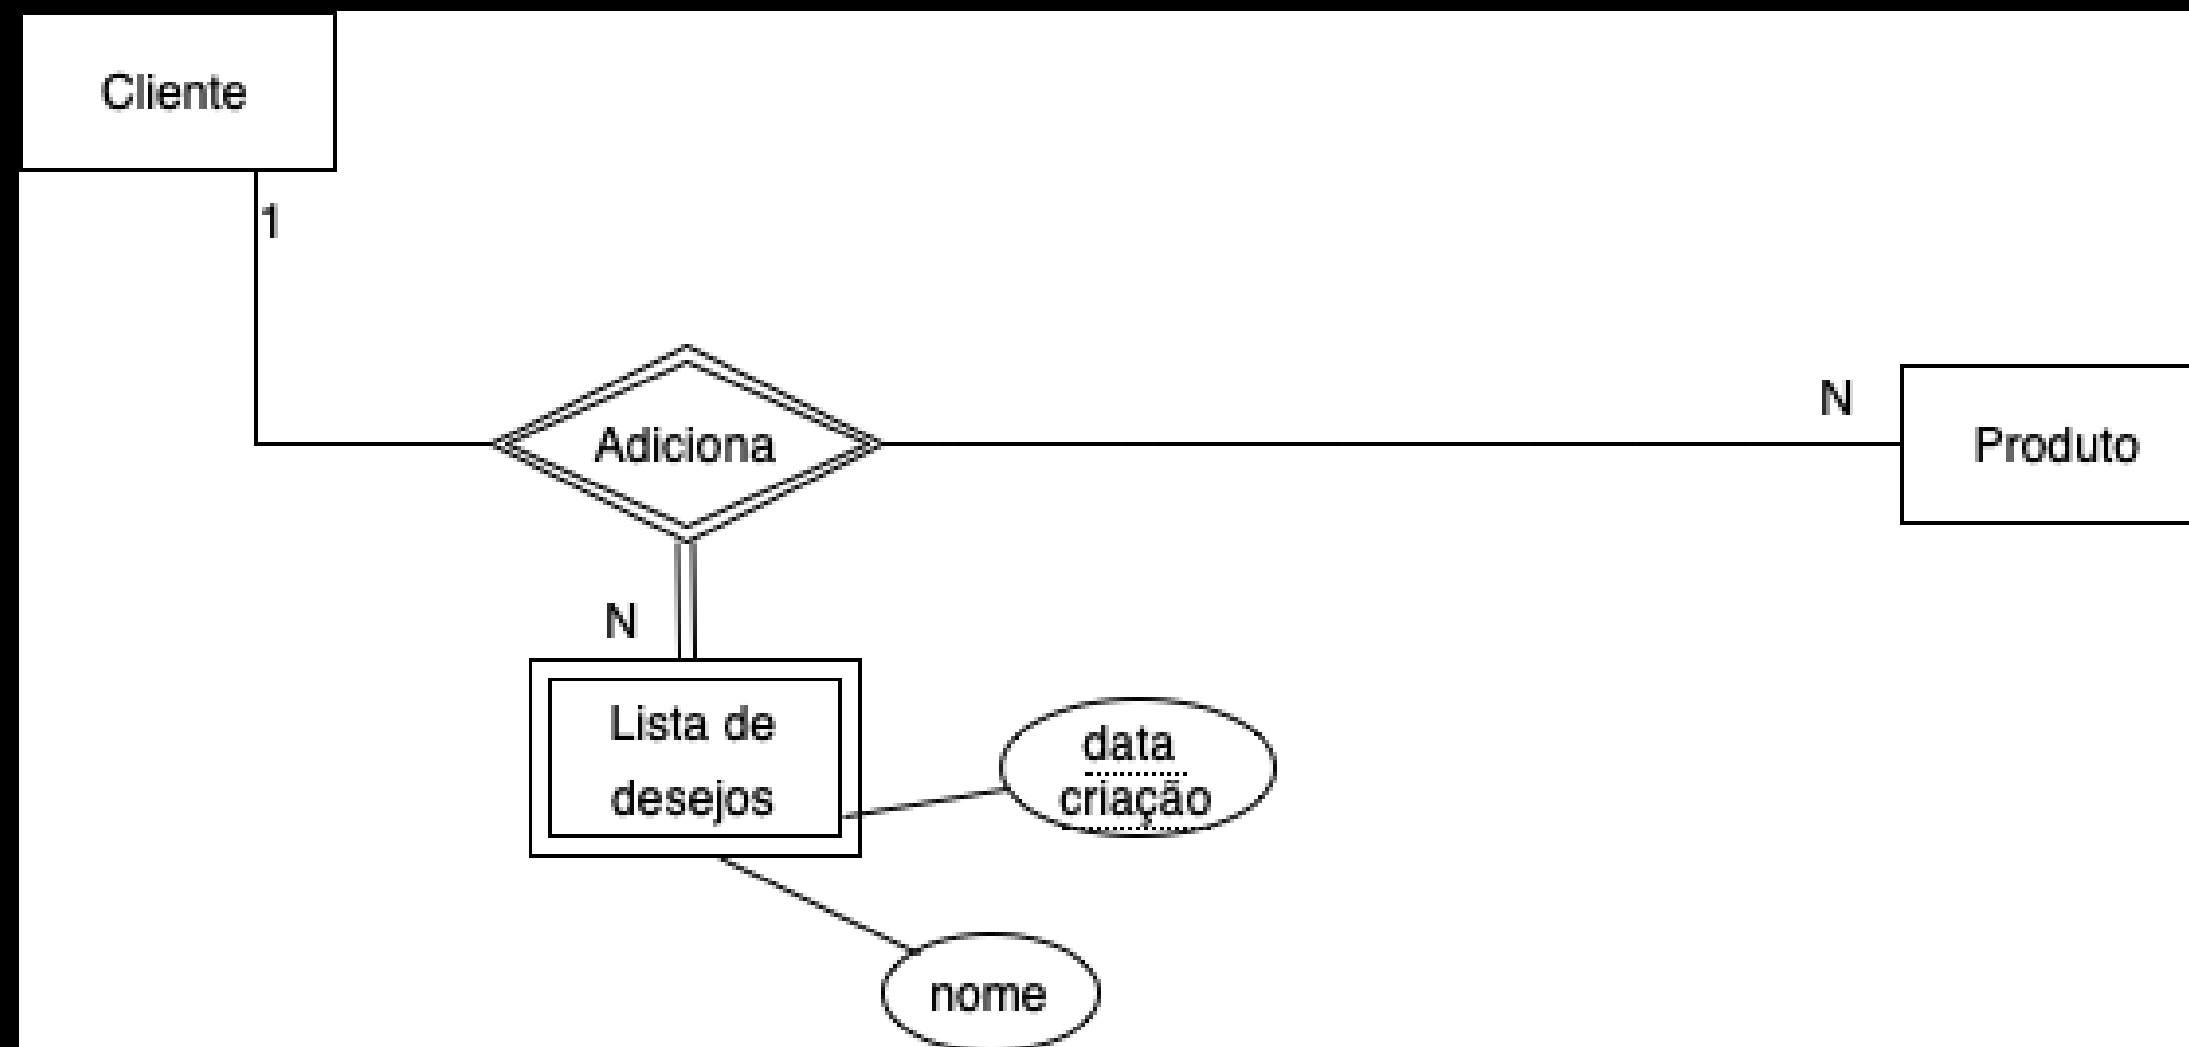 Cliente
1
Adiciona
N
Produto
N
Lista de
desejos
data
criação
nome